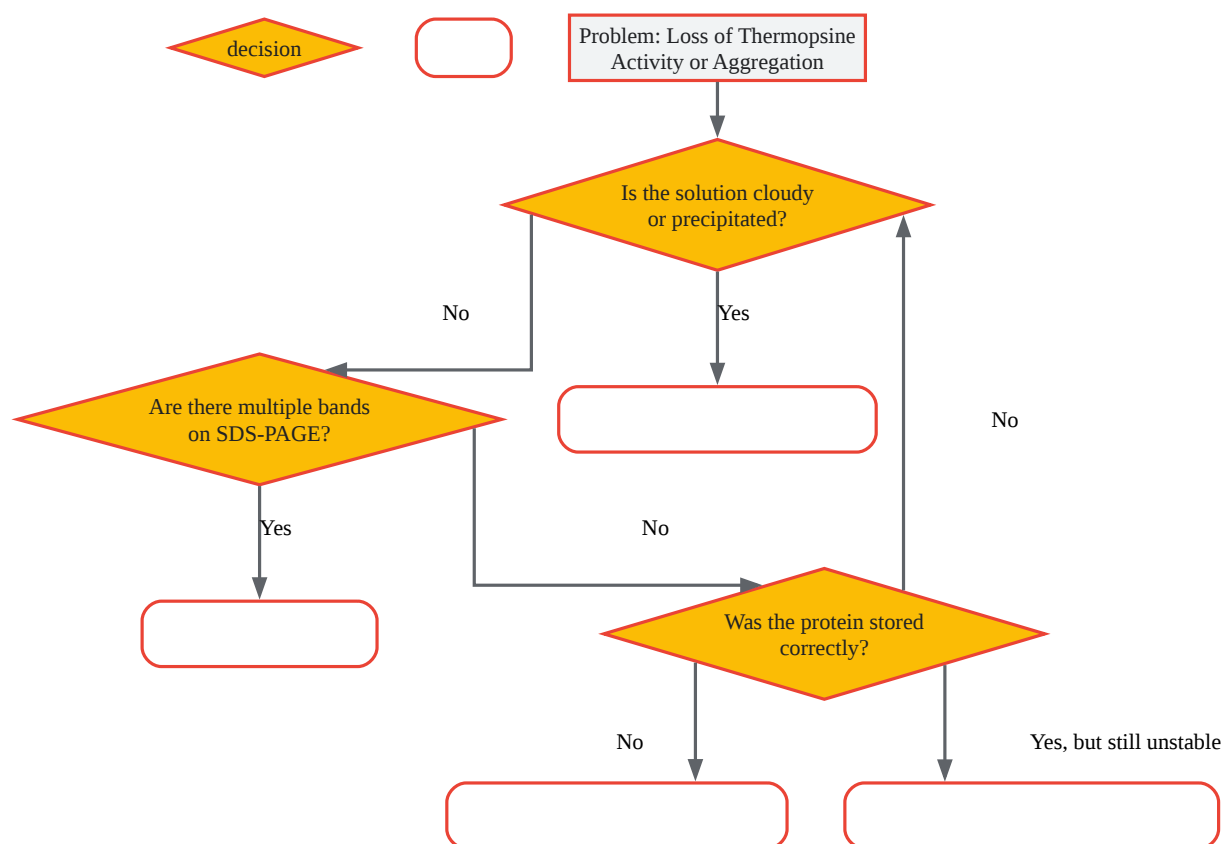 decision
Problem: Loss of Thermopsine
Activity or Aggregation
Is the solution cloudy
or precipitated?
No
Yes
Are there multiple bands
on SDS-PAGE?
No
Yes
No
Was the protein stored
correctly?
No
Yes, but still unstable